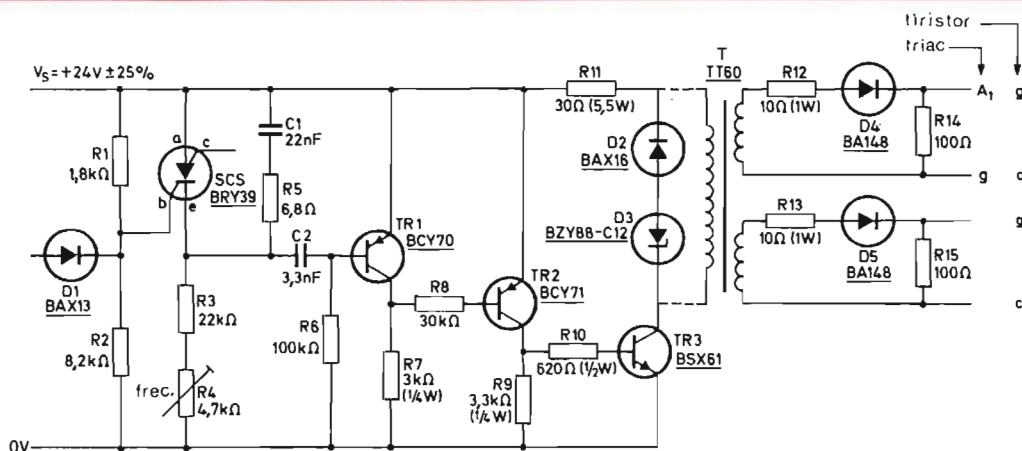 tiristor
triac
V_S = +24V ±25%
R11
30Ω (5,5W)
T
TT60
R12
10Ω (1W)
D4
BA148
A₁
g
R14
100Ω
g
c
R1
1,8kΩ
a
c
b
e
SCS
BRY39
C1
22nF
R5
6,8Ω
D2
BAX16
D3
BZY88-C12
D1
BAX13
C2
3,3nF
TR1
BCY70
R8
30kΩ
TR2
BCY71
R13
10Ω (1W)
D5
BA148
g
R15
100Ω
c
R2
8,2kΩ
R3
22kΩ
frec.
R4
4,7kΩ
R6
100kΩ
R7
3kΩ
(¼W)
R10
620Ω (½W)
R9
3,3kΩ
(¼W)
TR3
BSX61
0V